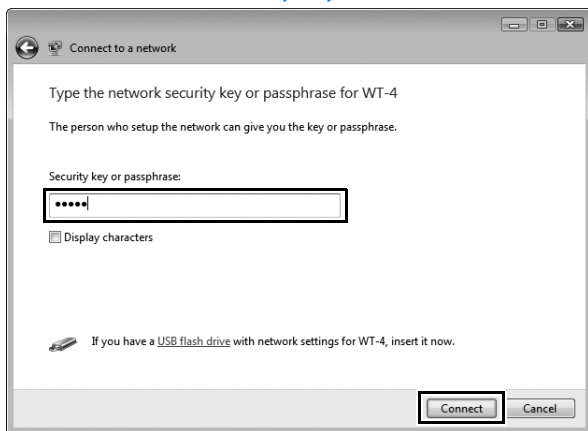 Connect to a network
Type the network security key or passphrase for WT-4
The person who setup the network can give you the key or passphrase.
Security key or passphrase:
•••••
Display characters
If you have a USB flash drive with network settings for WT-4, insert it now.
Connect Cancel